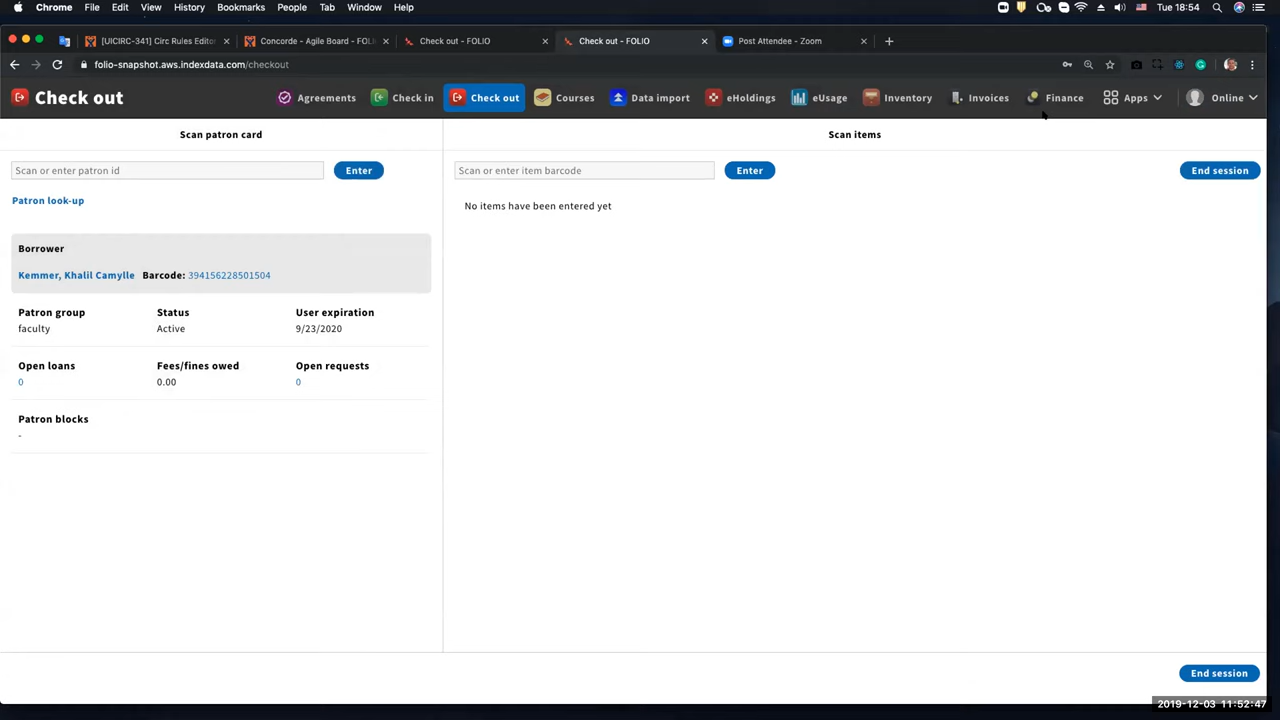 Chrome File Edit View History Bookmarks People Tab Window Help Tue 18:54
[UICIRC-341] Circ Rules Editor Concorde - Agile Board - FOLI Check out - FOLIO Check out - FOLIO Post Attendee - Zoom
folio-snapshot.aws.indexdata.com/checkout
Check out Agreements Check in Check out Courses Data import eHoldings eUsage Inventory Invoices Finance Apps Online
Scan patron card
Scan items
Scan or enter patron id Enter
Scan or enter item barcode Enter End session
Patron look-up
No items have been entered yet
Borrower
Kemmer, Khalil Camylle Barcode: 394156228501504
Patron group Status User expiration
faculty Active 9/23/2020
Open loans Fees/fines owed Open requests
0 0.00 0
Patron blocks
-
End session
2019-12-03 11:52:47